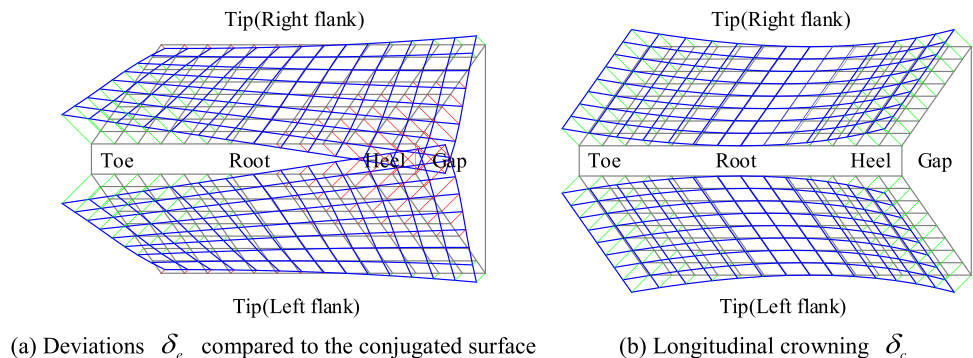 Tip(Right flank)
Toe Root Heel Gap
Tip(Left flank)
(a) Deviations δe compared to the conjugated surface
Tip(Right flank)
Toe Root Heel Gap
Tip(Left flank)
(b) Longitudinal crowning δc